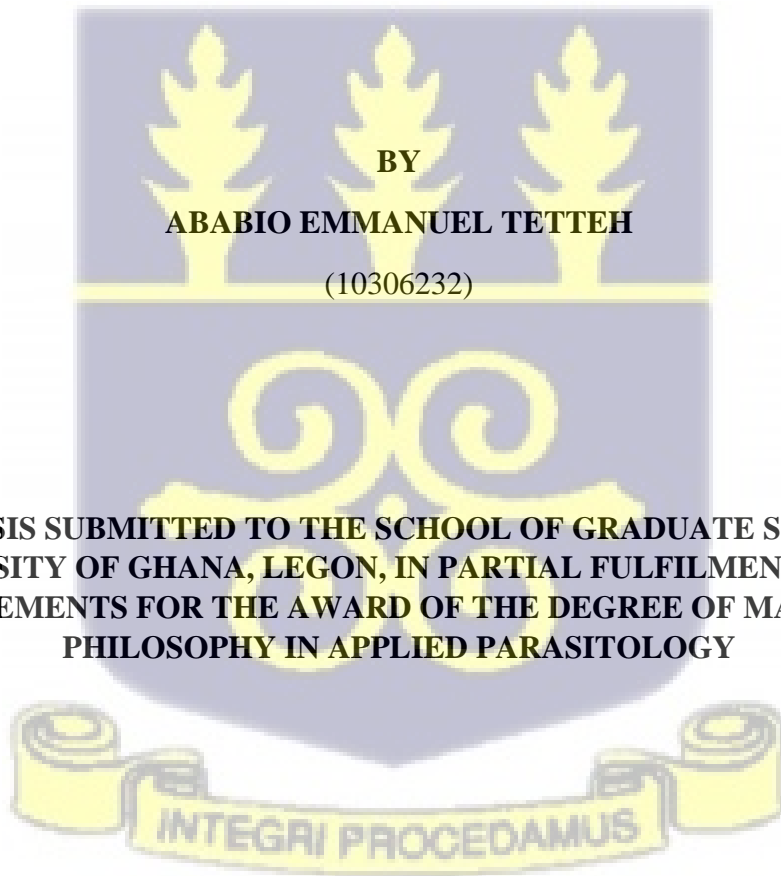 BY
ABABIO EMMANUEL TETTEH
(10306232)
SIS SUBMITTED TO THE SCHOOL OF GRADUATE S
SITY OF GHANA, LEGON, IN PARTIAL FULFILMEN
EMENTS FOR THE AWARD OF THE DEGREE OF MA
PHILOSOPHY IN APPLIED PARASITOLOGY
INTEGRI PROCEDAMUS